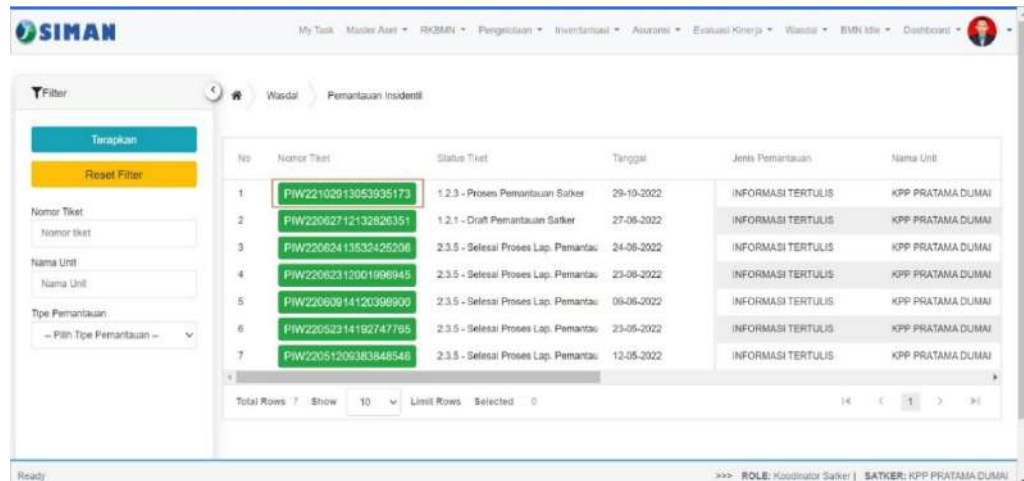 SIMAN
My Task Master Aset RKBMN Pengelolaan Inventarisasi Asuransi Evaluasi Kinerja Wasdal BMN Idle Dashboard
Filter
Wasdal Pemantauan Insidentil
Terapkan
Reset Filter
Nomor Tiket
Nomor tiket
Nama Unit
Nama Unit
Tipe Pemantauan
-- Pilih Tipe Pemantauan --
No Nomor Tiket Status Tiket Tanggal Jenis Pemantauan Nama Unit
1 PIW22102913053935173 1.2.3 - Proses Pemantauan Satker 29-10-2022 INFORMASI TERTULIS KPP PRATAMA DUMAI
2 PIW22062712132826351 1.2.1 - Draft Pemantauan Satker 27-06-2022 INFORMASI TERTULIS KPP PRATAMA DUMAI
3 PIW22062413532425206 2.3.5 - Selesai Proses Lap. Pemantau 24-06-2022 INFORMASI TERTULIS KPP PRATAMA DUMAI
4 PIW22062312001996945 2.3.5 - Selesai Proses Lap. Pemantau 23-06-2022 INFORMASI TERTULIS KPP PRATAMA DUMAI
5 PIW22060914120398900 2.3.5 - Selesai Proses Lap. Pemantau 09-06-2022 INFORMASI TERTULIS KPP PRATAMA DUMAI
6 PIW22052314192747765 2.3.5 - Selesai Proses Lap. Pemantau 23-05-2022 INFORMASI TERTULIS KPP PRATAMA DUMAI
7 PIW22051209383848546 2.3.5 - Selesai Proses Lap. Pemantau 12-05-2022 INFORMASI TERTULIS KPP PRATAMA DUMAI
Total Rows 7 Show 10 Limit Rows Selected 0 1
Ready >>> ROLE: Koodinator Satker | SATKER: KPP PRATAMA DUMAI